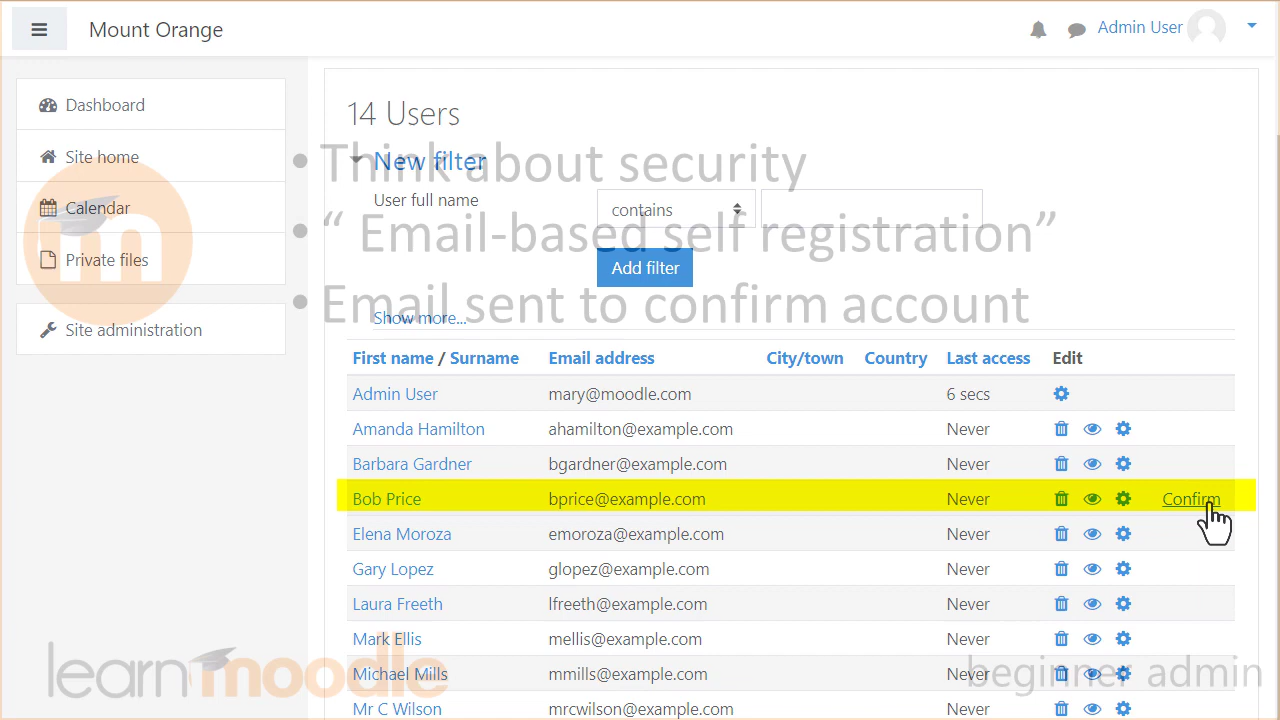 Mount Orange
Admin User
Dashboard
Site home
Calendar
Private files
Site administration
14 Users
New filter
User full name
contains
Add filter
Show more...
• Think about security
• “ Email-based self registration”
• Email sent to confirm account
First name / Surname Email address City/town Country Last access Edit
Admin User mary@moodle.com 6 secs
Amanda Hamilton ahamilton@example.com Never
Barbara Gardner bgardner@example.com Never
Bob Price bprice@example.com Never Confirm
Elena Moroza emoroza@example.com Never
Gary Lopez glopez@example.com Never
Laura Freeth lfreeth@example.com Never
Mark Ellis mellis@example.com Never
Michael Mills mmills@example.com Never
Mr C Wilson mrcwilson@example.com Never
m
learn moodle
beginner admin